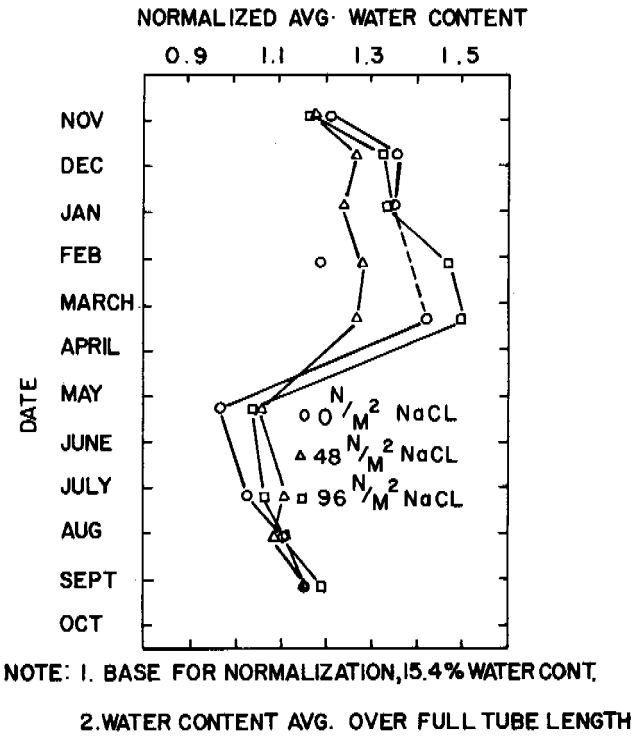 NORMALIZED AVG. WATER CONTENT
0.9 1.1 1.3 1.5
NOV
DEC
JAN
FEB
MARCH
APRIL
MAY
JUNE
JULY
AUG
SEPT
OCT
DATE
0 N/M² NaCL
48 N/M² NaCL
96 N/M² NaCL
NOTE: 1. BASE FOR NORMALIZATION, 15.4% WATER CONT.
2. WATER CONTENT AVG. OVER FULL TUBE LENGTH